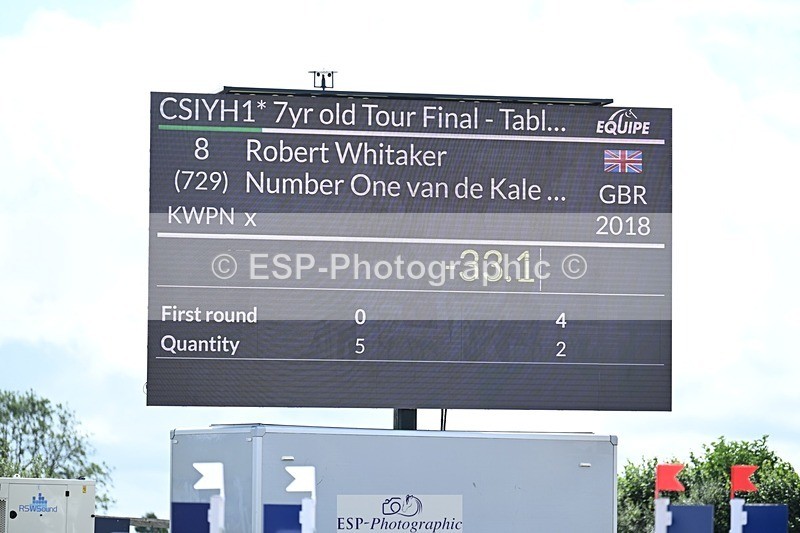 CSIYH1* 7yr old Tour Final - Tabl...
EQUIPE
8 Robert Whitaker
(729) Number One van de Kale ... GBR
KWPN x 2018
-33.1
© ESP-Photographic ©
First round 0 4
Quantity 5 2
RSWSound
ESP-Photographic